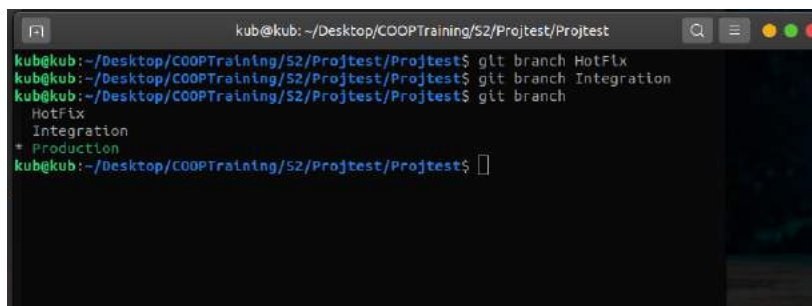 kub@kub: ~/Desktop/COOPTraining/S2/Projtest/Projtest
kub@kub:~/Desktop/COOPTraining/S2/Projtest/Projtest$ git branch HotFix
kub@kub:~/Desktop/COOPTraining/S2/Projtest/Projtest$ git branch Integration
kub@kub:~/Desktop/COOPTraining/S2/Projtest/Projtest$ git branch
  HotFix
  Integration
* Production
kub@kub:~/Desktop/COOPTraining/S2/Projtest/Projtest$